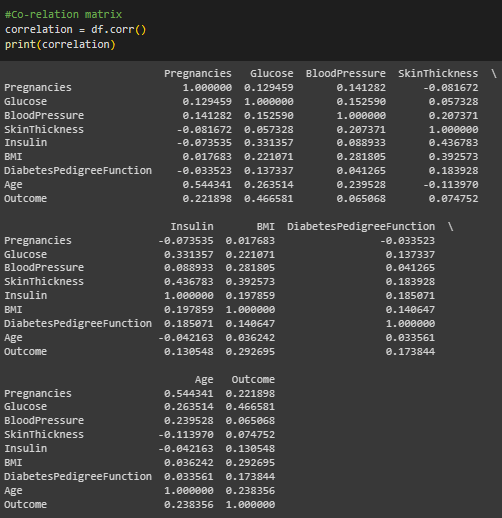 #Co-relation matrix
correlation = df.corr()
print(correlation)
                          Pregnancies   Glucose  BloodPressure  SkinThickness  \
Pregnancies                  1.000000  0.129459       0.141282      -0.081672
Glucose                      0.129459  1.000000       0.152590       0.057328
BloodPressure                0.141282  0.152590       1.000000       0.207371
SkinThickness               -0.081672  0.057328       0.207371       1.000000
Insulin                     -0.073535  0.331357       0.088933       0.436783
BMI                          0.017683  0.221071       0.281805       0.392573
DiabetesPedigreeFunction    -0.033523  0.137337       0.041265       0.183928
Age                          0.544341  0.263514       0.239528      -0.113970
Outcome                      0.221898  0.466581       0.065068       0.074752
                           Insulin       BMI  DiabetesPedigreeFunction  \
Pregnancies              -0.073535  0.017683                 -0.033523
Glucose                   0.331357  0.221071                  0.137337
BloodPressure             0.088933  0.281805                  0.041265
SkinThickness             0.436783  0.392573                  0.183928
Insulin                   1.000000  0.197859                  0.185071
BMI                       0.197859  1.000000                  0.140647
DiabetesPedigreeFunction  0.185071  0.140647                  1.000000
Age                      -0.042163  0.036242                  0.033561
Outcome                   0.130548  0.292695                  0.173844
                               Age   Outcome
Pregnancies               0.544341  0.221898
Glucose                   0.263514  0.466581
BloodPressure             0.239528  0.065068
SkinThickness            -0.113970  0.074752
Insulin                  -0.042163  0.130548
BMI                       0.036242  0.292695
DiabetesPedigreeFunction  0.033561  0.173844
Age                       1.000000  0.238356
Outcome                   0.238356  1.000000